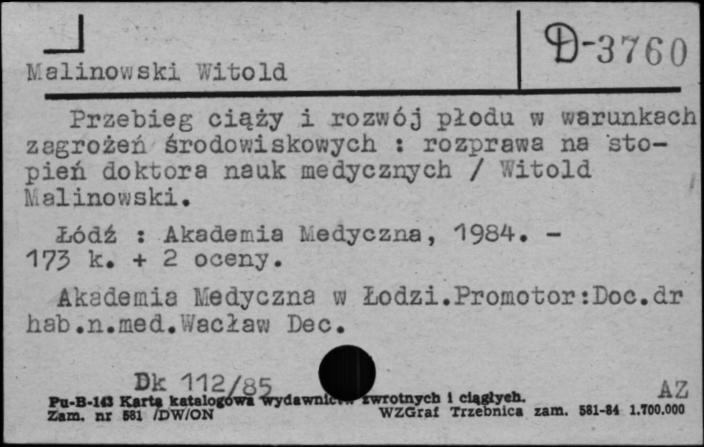 D-3760
Malinowski Witold
Przebieg ciąży i rozwój płodu w warunkach
zagrożeń środowiskowych : rozprawa na sto-
pień doktora nauk medycznych / Witold
Malinowski.
Łódź : Akademia Medyczna, 1984. -
173 k. + 2 oceny.
Akademia Medyczna w Łodzi.Promotor:Doc.dr
hab.n.med.Wacław Dec.
Dk 112/85
AZ
Pu-B-143 Karta katalogowa wydawnictw zwrotnych i ciągłych.
Zam. nr 581 /DW/ON WZGraf Trzebnica zam. 581-84 1.700.000